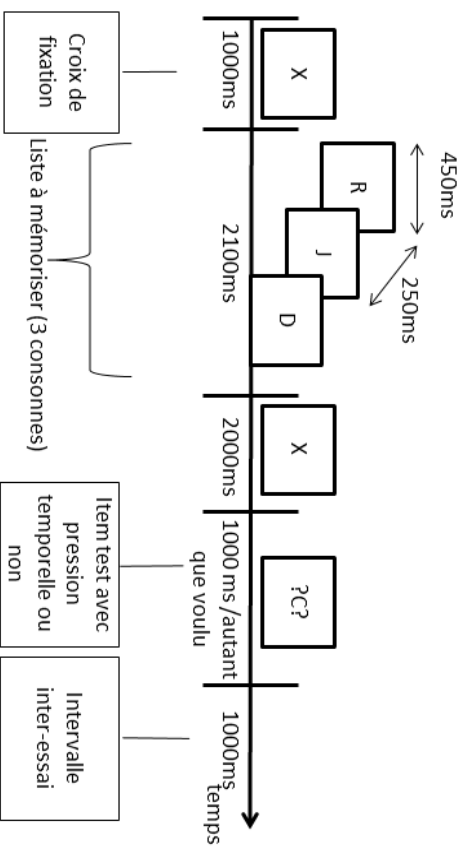 450ms
250ms
X
R
J
D
X
?C?
1000ms
2100ms
2000ms
1000 ms /autant
que voulu
1000ms
temps
Croix de
fixation
Liste à mémoriser (3 consonnes)
Item test avec
pression
temporelle ou
non
Intervalle
inter-essai